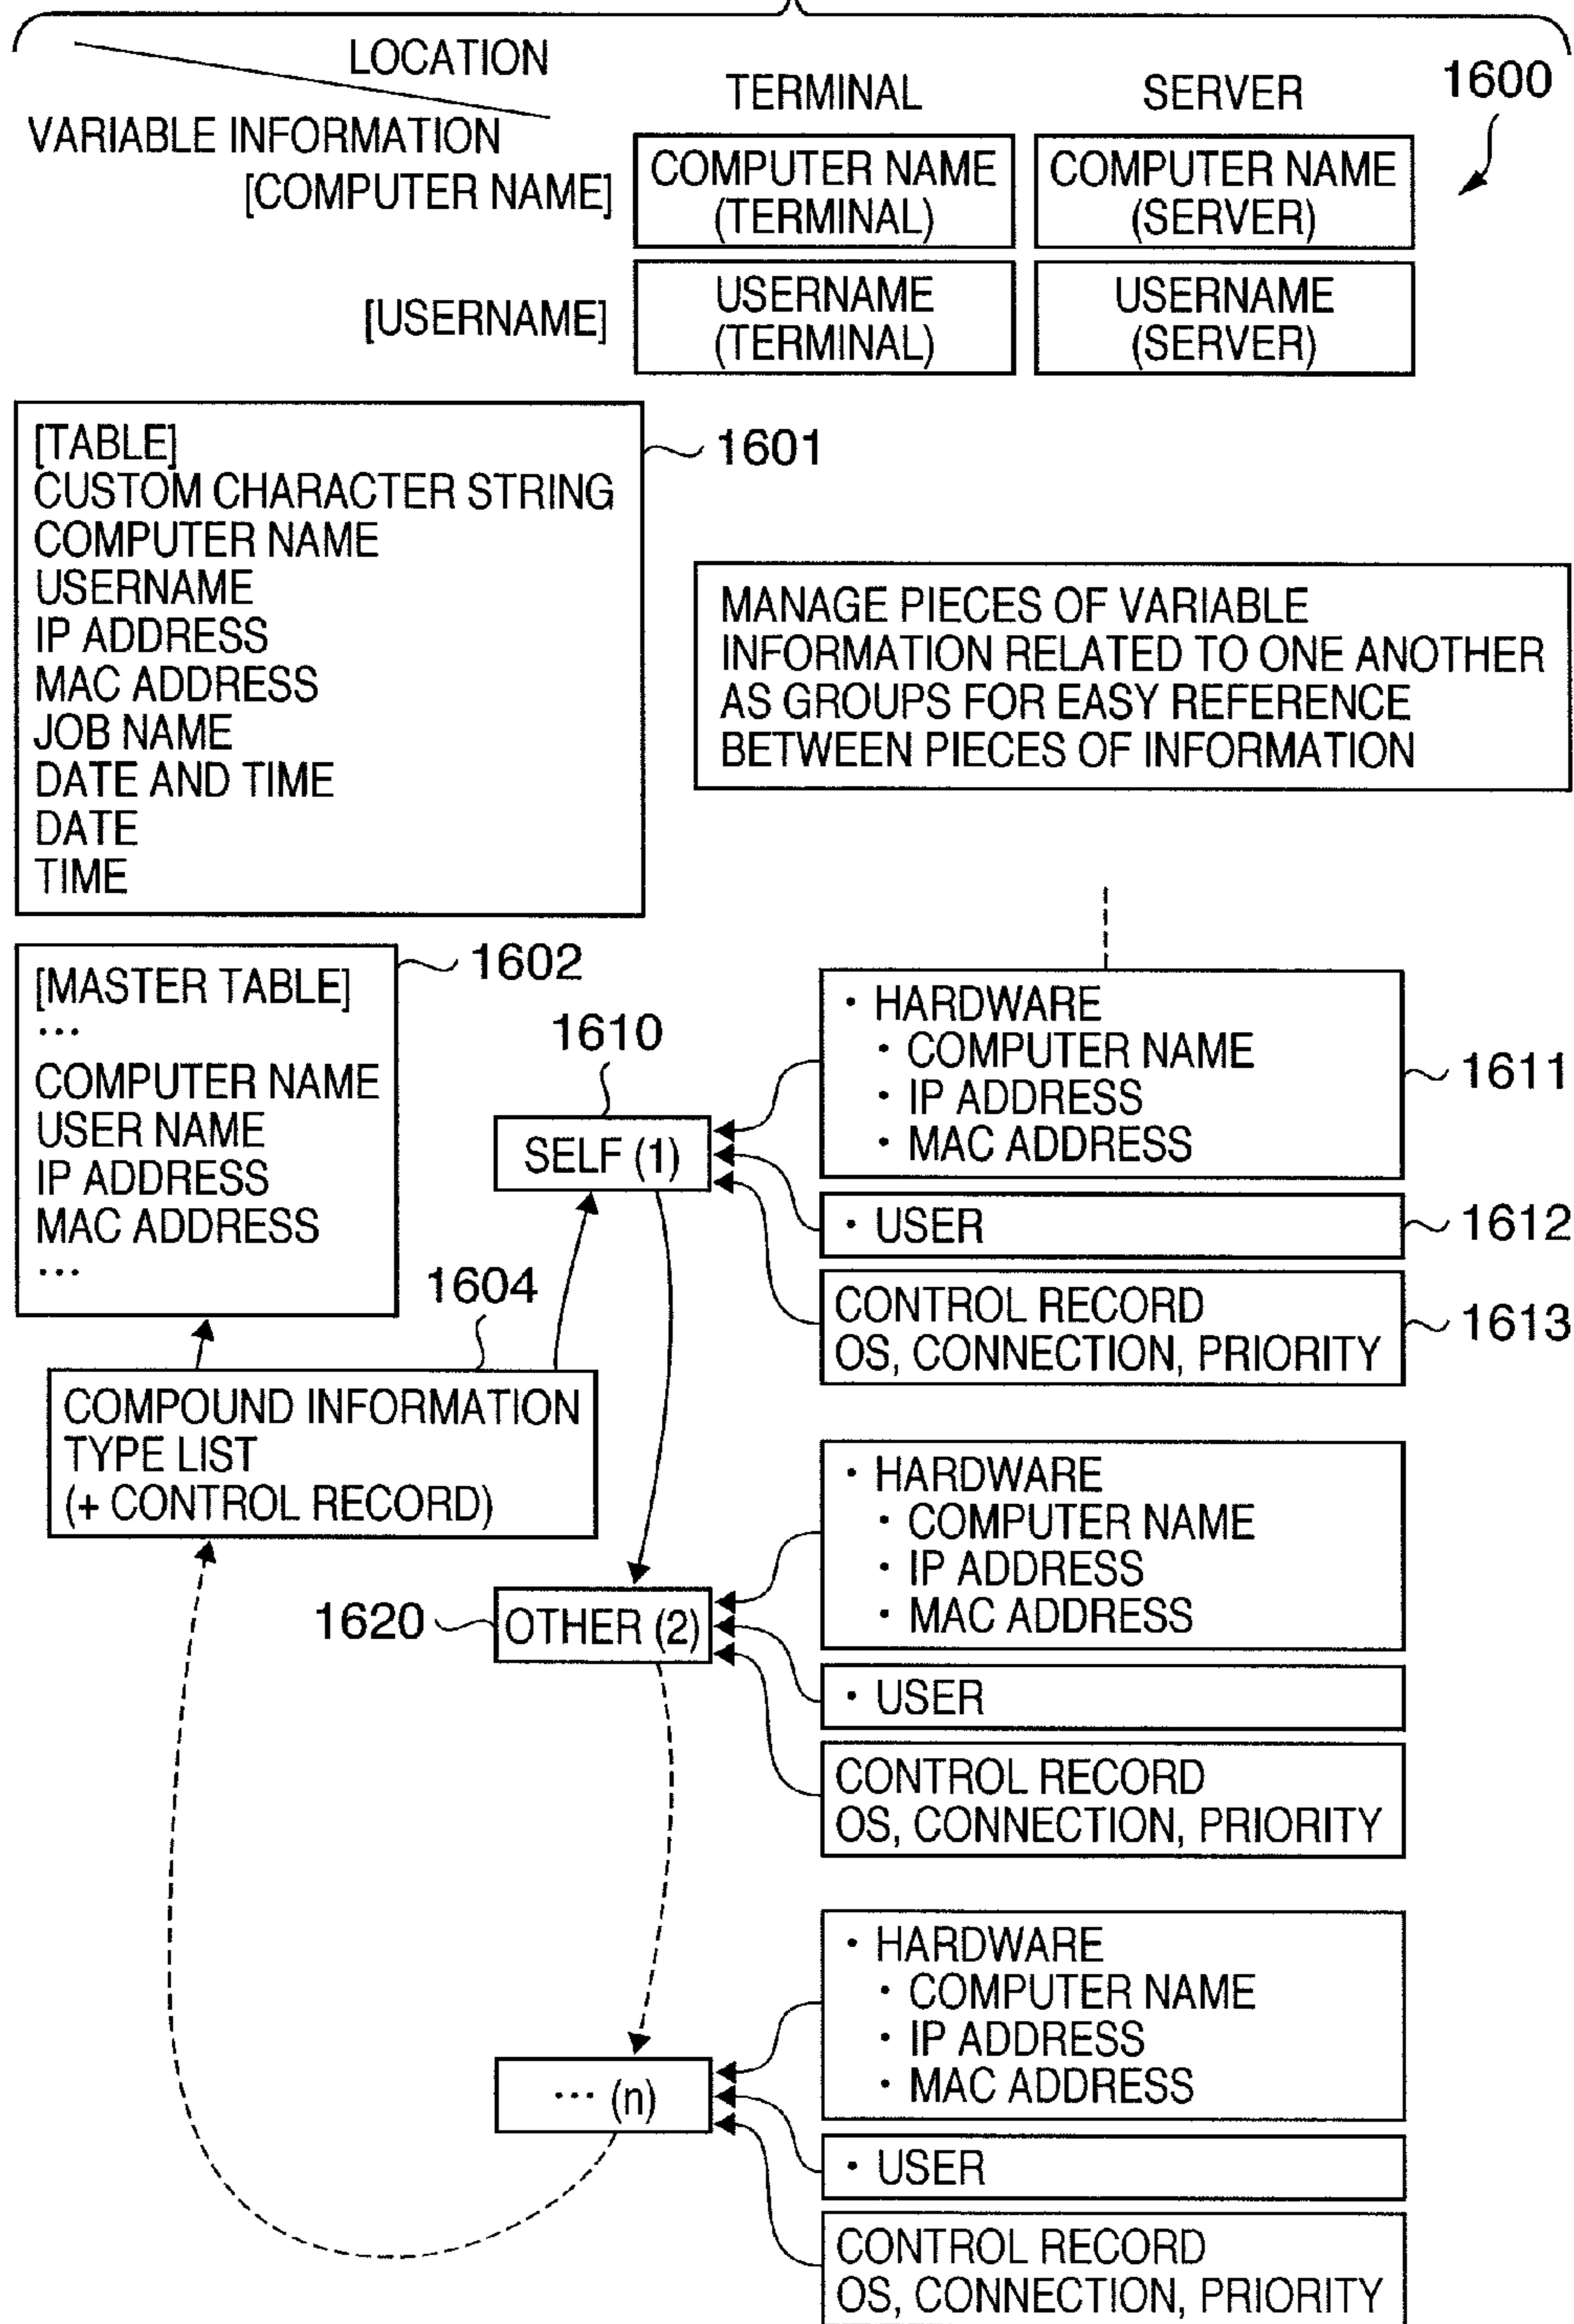 LOCATION
VARIABLE INFORMATION
TERMINAL
SERVER
1600
[COMPUTER NAME]
COMPUTER NAME
(TERMINAL)
COMPUTER NAME
(SERVER)
[USERNAME]
USERNAME
(TERMINAL)
USERNAME
(SERVER)
[TABLE]
CUSTOM CHARACTER STRING
COMPUTER NAME
USERNAME
IP ADDRESS
MAC ADDRESS
JOB NAME
DATE AND TIME
DATE
TIME
1601
MANAGE PIECES OF VARIABLE
INFORMATION RELATED TO ONE ANOTHER
AS GROUPS FOR EASY REFERENCE
BETWEEN PIECES OF INFORMATION
[MASTER TABLE]
...
COMPUTER NAME
USER NAME
IP ADDRESS
MAC ADDRESS
...
1602
1610
SELF (1)
• HARDWARE
• COMPUTER NAME
• IP ADDRESS
• MAC ADDRESS
1611
• USER
1612
CONTROL RECORD
OS, CONNECTION, PRIORITY
1613
1604
COMPOUND INFORMATION
TYPE LIST
(+ CONTROL RECORD)
1620
OTHER (2)
• HARDWARE
• COMPUTER NAME
• IP ADDRESS
• MAC ADDRESS
• USER
CONTROL RECORD
OS, CONNECTION, PRIORITY
... (n)
• HARDWARE
• COMPUTER NAME
• IP ADDRESS
• MAC ADDRESS
• USER
CONTROL RECORD
OS, CONNECTION, PRIORITY